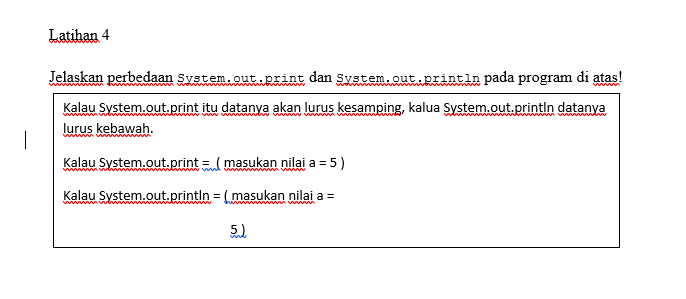 Latihan 4
Jelaskan perbedaan System.out.print dan System.out.println pada program di atas!
Kalau System.out.print itu datanya akan lurus kesamping, kalua System.out.println datanya
lurus kebawah.
Kalau System.out.print = ( masukan nilai a = 5 )
Kalau System.out.println = ( masukan nilai a =
5 )